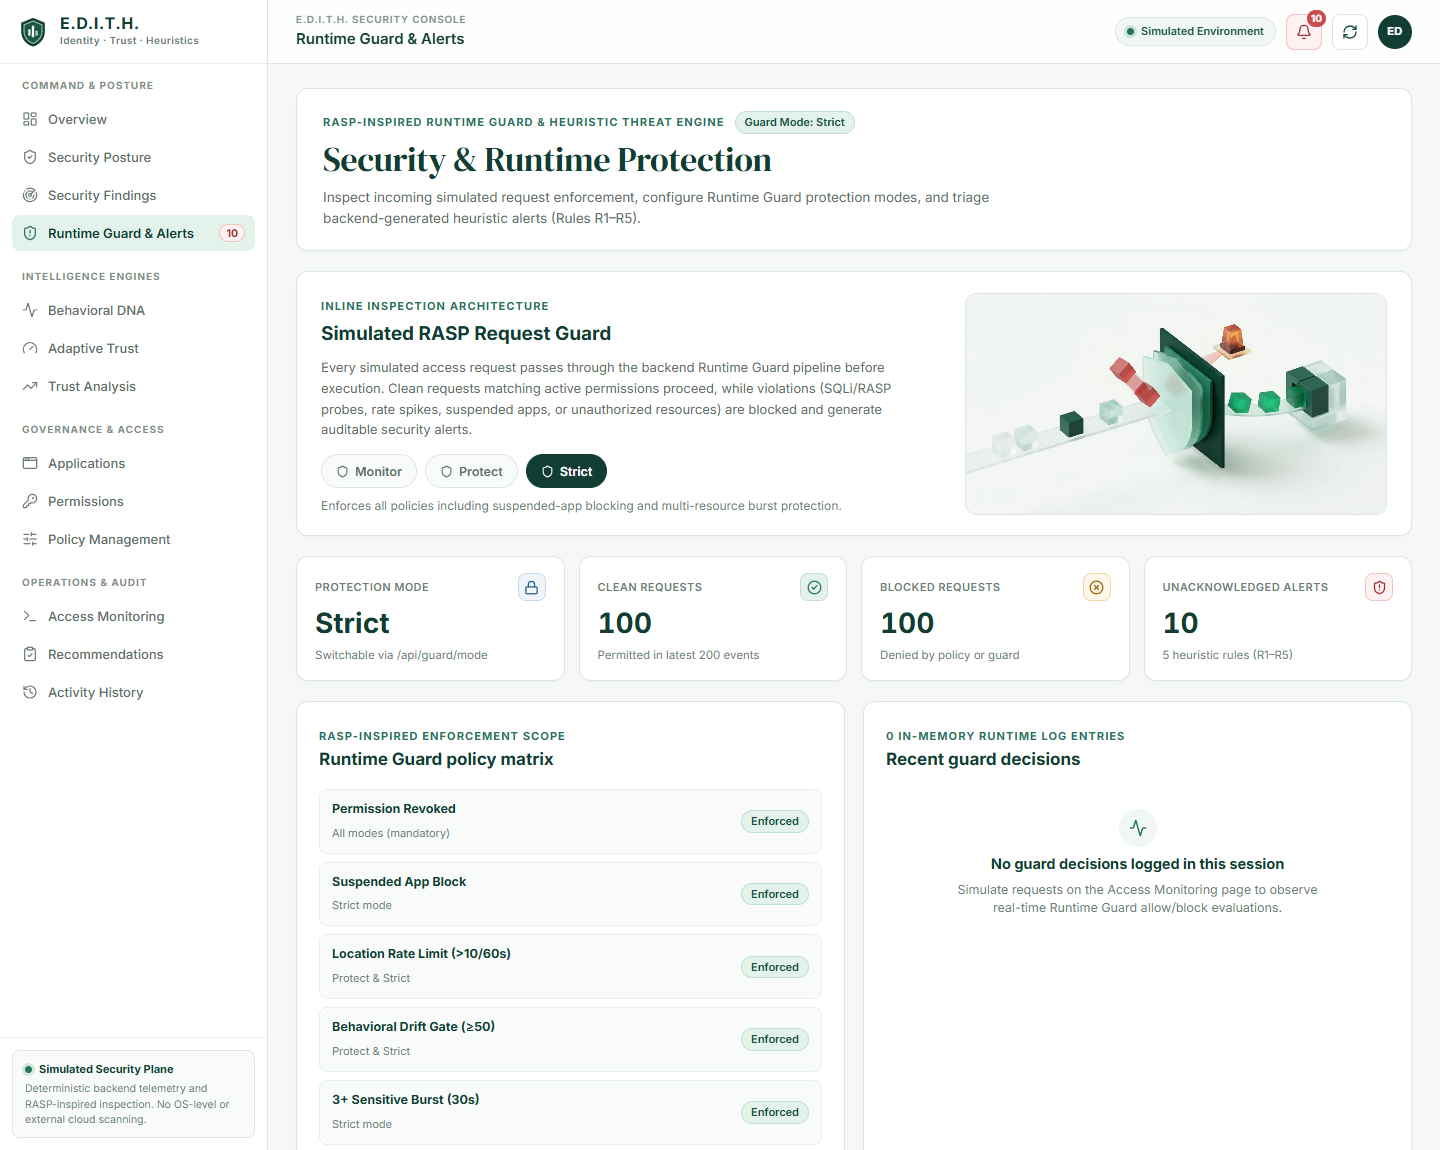 E.D.I.T.H.
Identity · Trust · Heuristics
COMMAND & POSTURE
Overview
Security Posture
Security Findings
Runtime Guard & Alerts
10
INTELLIGENCE ENGINES
Behavioral DNA
Adaptive Trust
Trust Analysis
GOVERNANCE & ACCESS
Applications
Permissions
Policy Management
OPERATIONS & AUDIT
Access Monitoring
Recommendations
Activity History
Simulated Security Plane
Deterministic backend telemetry and
RASP-inspired inspection. No OS-level or
external cloud scanning.
E.D.I.T.H. SECURITY CONSOLE
Runtime Guard & Alerts
Simulated Environment
10
ED
RASP-INSPIRED RUNTIME GUARD & HEURISTIC THREAT ENGINE
Guard Mode: Strict
Security & Runtime Protection
Inspect incoming simulated request enforcement, configure Runtime Guard protection modes, and triage
backend-generated heuristic alerts (Rules R1–R5).
INLINE INSPECTION ARCHITECTURE
Simulated RASP Request Guard
Every simulated access request passes through the backend Runtime Guard pipeline before
execution. Clean requests matching active permissions proceed, while violations (SQLi/RASP
probes, rate spikes, suspended apps, or unauthorized resources) are blocked and generate
auditable security alerts.
Monitor
Protect
Strict
Enforces all policies including suspended-app blocking and multi-resource burst protection.
PROTECTION MODE
Strict
Switchable via /api/guard/mode
CLEAN REQUESTS
100
Permitted in latest 200 events
BLOCKED REQUESTS
100
Denied by policy or guard
UNACKNOWLEDGED ALERTS
10
5 heuristic rules (R1–R5)
RASP-INSPIRED ENFORCEMENT SCOPE
Runtime Guard policy matrix
Permission Revoked
All modes (mandatory)
Enforced
Suspended App Block
Strict mode
Enforced
Location Rate Limit (>10/60s)
Protect & Strict
Enforced
Behavioral Drift Gate (≥50)
Protect & Strict
Enforced
3+ Sensitive Burst (30s)
Strict mode
Enforced
0 IN-MEMORY RUNTIME LOG ENTRIES
Recent guard decisions
No guard decisions logged in this session
Simulate requests on the Access Monitoring page to observe
real-time Runtime Guard allow/block evaluations.